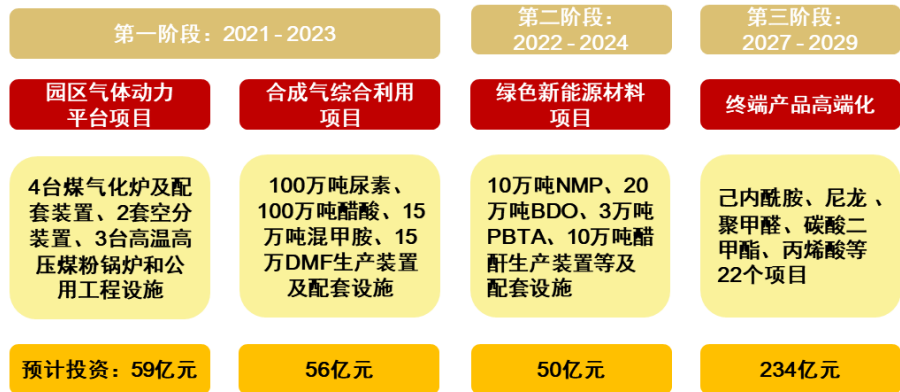 第一阶段：2021 - 2023
第二阶段：
2022 - 2024
第三阶段：
2027 - 2029
园区气体动力
平台项目
合成气综合利用
项目
绿色新能源材料
项目
终端产品高端化
4台煤气化炉及配
套装置、2套空分
装置、3台高温高
压煤粉锅炉和公
用工程设施
100万吨尿素、
100万吨醋酸、15
万吨混甲胺、15
万DMF生产装置
及配套设施
10万吨NMP、20
万吨BDO、3万吨
PBTA、10万吨醋
酐生产装置等及
配套设施
己内酰胺、尼龙 、
聚甲醛、碳酸二
甲酯、丙烯酸等
22个项目
预计投资：59亿元
56亿元
50亿元
234亿元